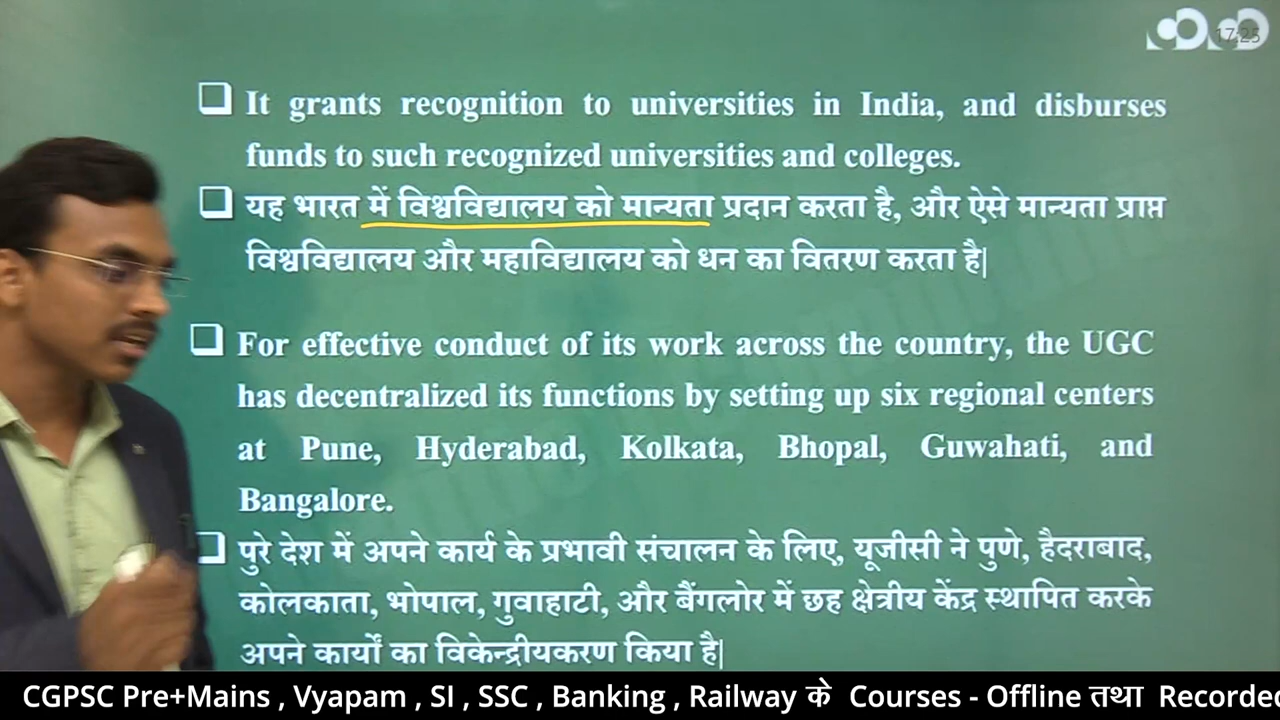 17:23
It grants recognition to universities in India, and disburses
funds to such recognized universities and colleges.
यह भारत में विश्वविद्यालय को मान्यता प्रदान करता है, और ऐसे मान्यता प्राप्त
विश्वविद्यालय और महाविद्यालय को धन का वितरण करता है|
For effective conduct of its work across the country, the UGC
has decentralized its functions by setting up six regional centers
at Pune, Hyderabad, Kolkata, Bhopal, Guwahati, and
Bangalore.
पुरे देश में अपने कार्य के प्रभावी संचालन के लिए, यूजीसी ने पुणे, हैदराबाद,
कोलकाता, भोपाल, गुवाहाटी, और बैंगलोर में छह क्षेत्रीय केंद्र स्थापित करके
अपने कार्यों का विकेन्द्रीयकरण किया है|
CGPSC Pre+Mains , Vyapam , SI , SSC , Banking , Railway के Courses - Offline तथा Recorded